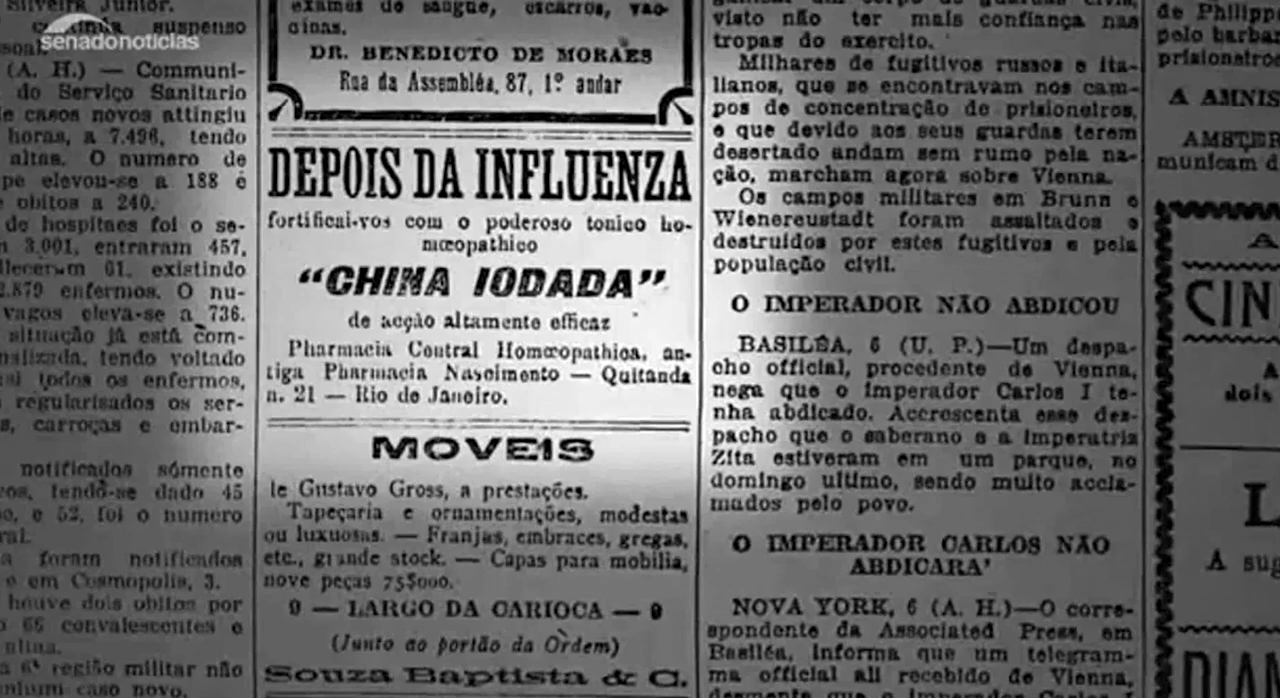 Silveira Junior.
continúa suspenso
senadonoticias
(A. H.) — Communi-
do Serviço Sanitario
casos novos attingiu
horas, a 7.496, tendo
altas. O numero de
elevou-se a 188 e
obitos a 240.
de hospitaes foi o se-
3.001, entraram 457,
61, existindo
2.879 enfermos. O nu-
vagos eleva-se a 736.
situação já está com-
tendo voltado
todos os enfermos,
regularisados os ser-
carroças e embar-
notificados sómente
tendo-se dado 45
e 52, foi o numero
foram notificados
e em Cosmopolis, 3.
houve dois obitos por
66 convalescentes e
6ª região militar não
caso novo.
exames de sangue, escarros, vac-
cinas.
DR. BENEDICTO DE MORAES
Rua da Assembléa, 87, 1º andar
DEPOIS DA INFLUENZA
fortificai-vos com o poderoso tonico ho-
mœopathico
"CHINA IODADA"
de acção altamente efficaz
Pharmacia Central Homœopathica, an-
tiga Pharmacia Nascimento — Quitanda
n. 21 — Rio de Janeiro.
MOVEIS
de Gustavo Gross, a prestações.
Tapeçaria e ornamentações, modestas
ou luxuosas. — Franjas, embraces, gregas,
etc., grande stock. — Capas para mobilia,
nove peças 75$000.
9 — LARGO DA CARIOCA — 9
(Junto ao portão da Ordem)
Souza Baptista & C.
visto não ter mais confiança nas
tropas do exercito.
Milhares de fugitivos russos e ita-
lianos, que se encontravam nos cam-
pos de concentração de prisioneiros,
e que devido aos seus guardas terem
desertado andam sem rumo pela na-
ção, marcham agora sobre Vienna.
Os campos militares em Brunn e
Wienereustadt foram assaltados e
destruidos por estes fugitivos e pela
população civil.
O IMPERADOR NÃO ABDICOU
BASILÉA, 6 (U. P.)—Um despa-
cho official, procedente de Vienna,
nega que o imperador Carlos I te-
nha abdicado. Accrescenta esse des-
pacho que o soberano e a imperatriz
Zita estiveram em um parque, no
domingo ultimo, sendo muito accla-
mados pelo povo.
O IMPERADOR CARLOS NÃO
ABDICARA'
NOVA YORK, 6 (A. H.)—O corre-
spondente da Associated Press, em
Basiléa, informa que um telegram-
ma official ali recebido de Vienna,
desmente que o imperador Carlos
de Philipp
pelo barbar
prisioneiro
A AMNIS
AMSTER
municam d
A
CIN
A
dois
L
A sug
DIAM